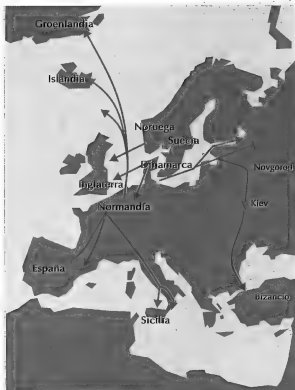 Groenlandia
Islandia
Noruega
Suecia
Dinamarca
Novgorod
Inglaterra
Normandía
Kiev
España
Bizancio
Sicilia